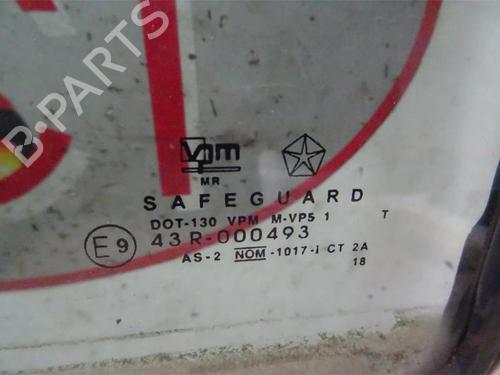 B·PARTS
vpm
MR
SAFEGUARD
DOT-130 VPM M-VP5 1 T
E9 43R-000493
AS-2 NOM-1017-I CT 2A
18